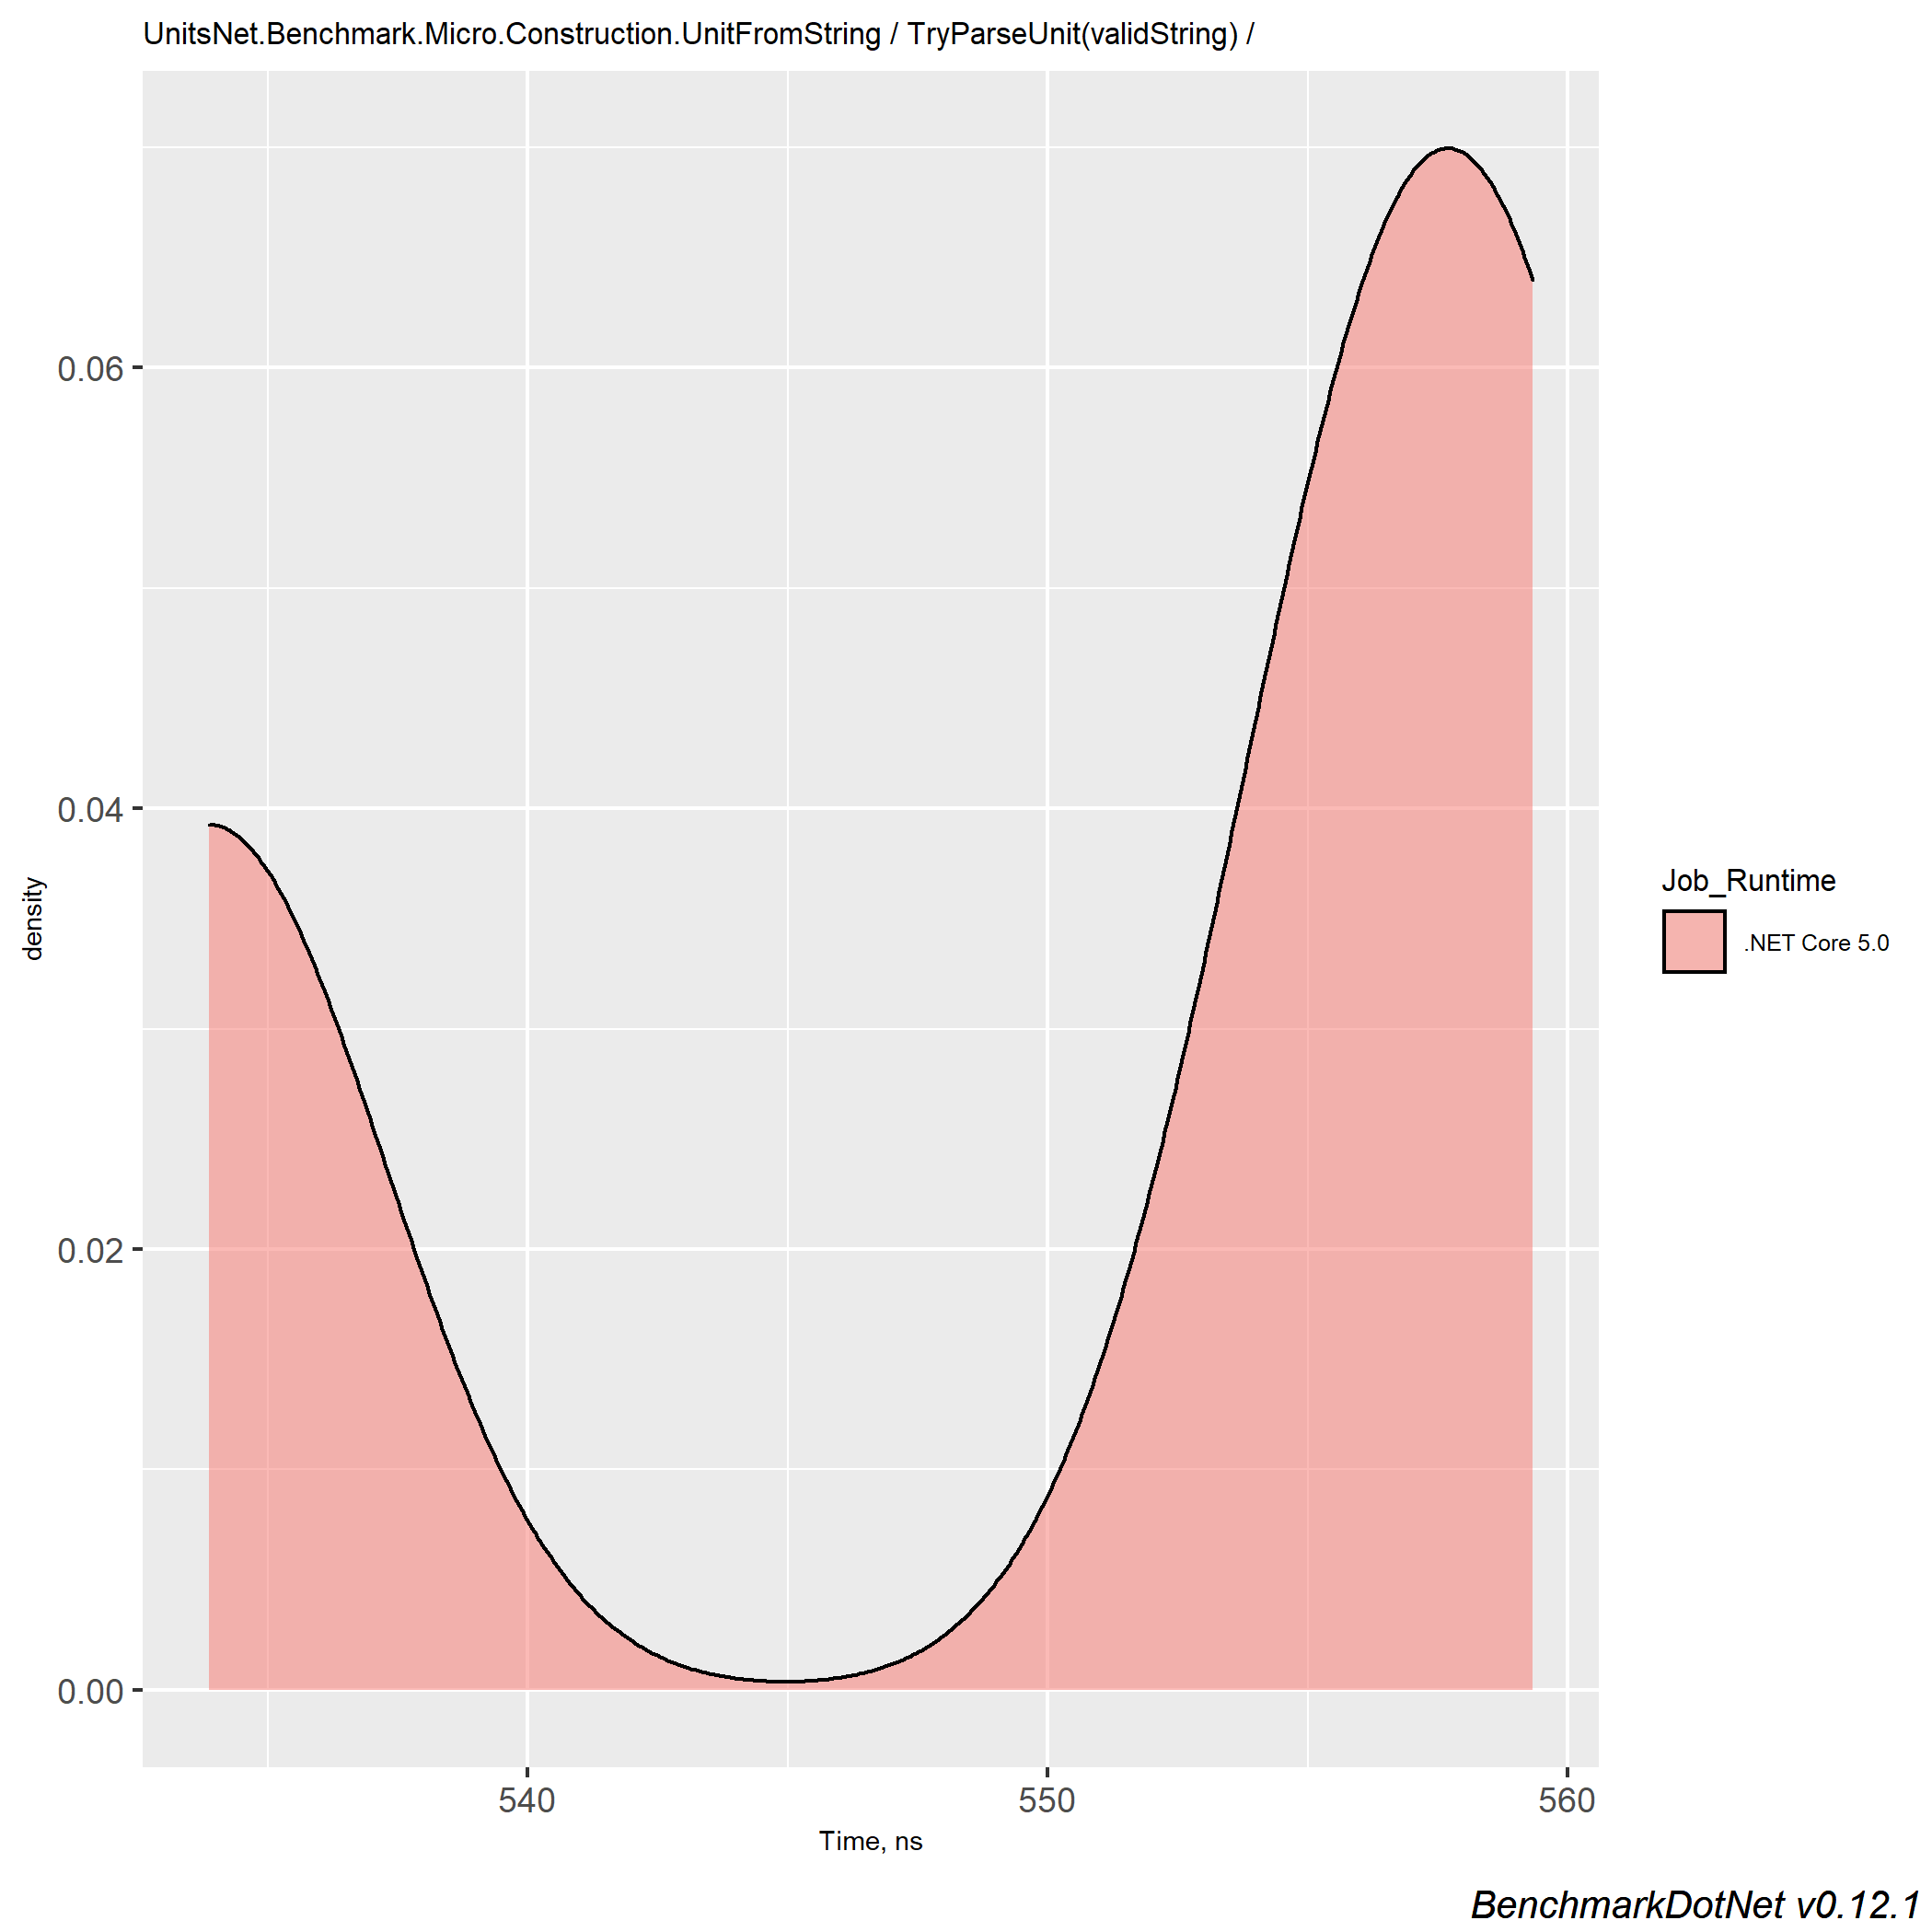 UnitsNet.Benchmark.Micro.Construction.UnitFromString / TryParseUnit(validString) /
0.06
0.04
0.02
0.00
density
540
550
560
Time, ns
Job_Runtime
.NET Core 5.0
BenchmarkDotNet v0.12.1